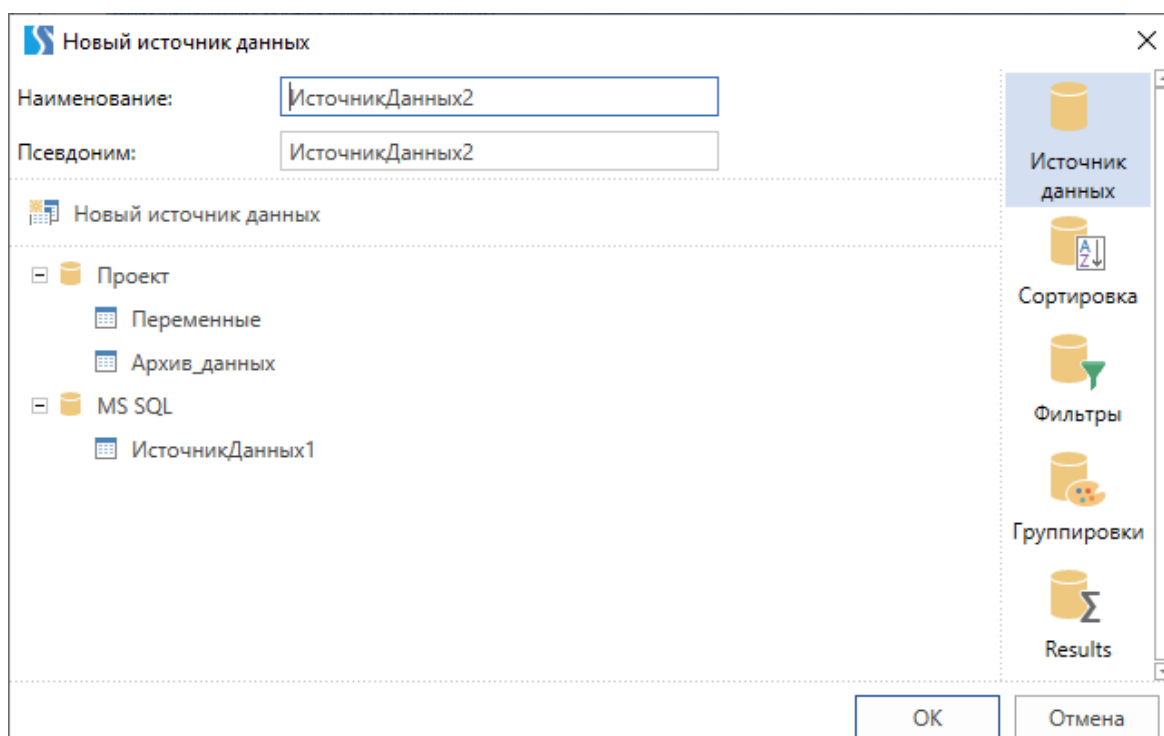 Новый источник данных
Наименование:
ИсточникДанных2
Псевдоним:
ИсточникДанных2
Новый источник данных
Проект
Переменные
Архив_данных
MS SQL
ИсточникДанных1
Источник
данных
Сортировка
Фильтры
Группировки
Results
ОК
Отмена